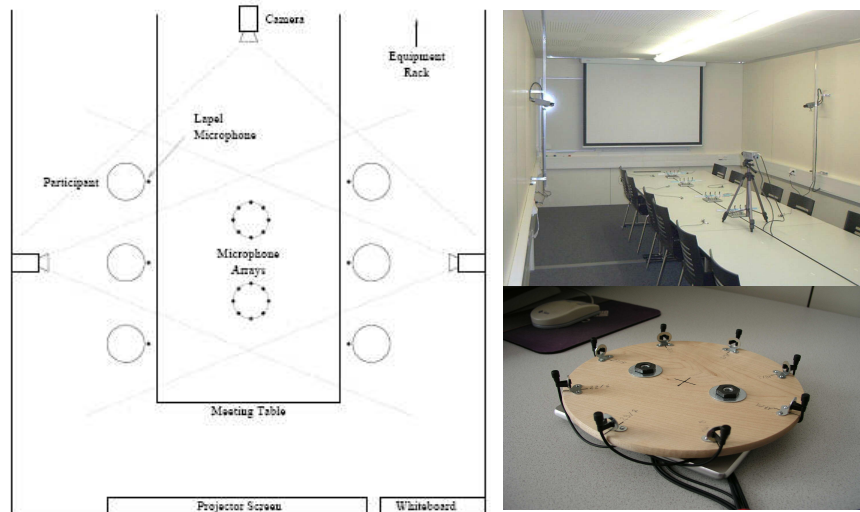 Camera
Equipment
Rack
Lapel
Microphone
Participant
Microphone
Arrays
Meeting Table
Projector Screen
Whiteboard